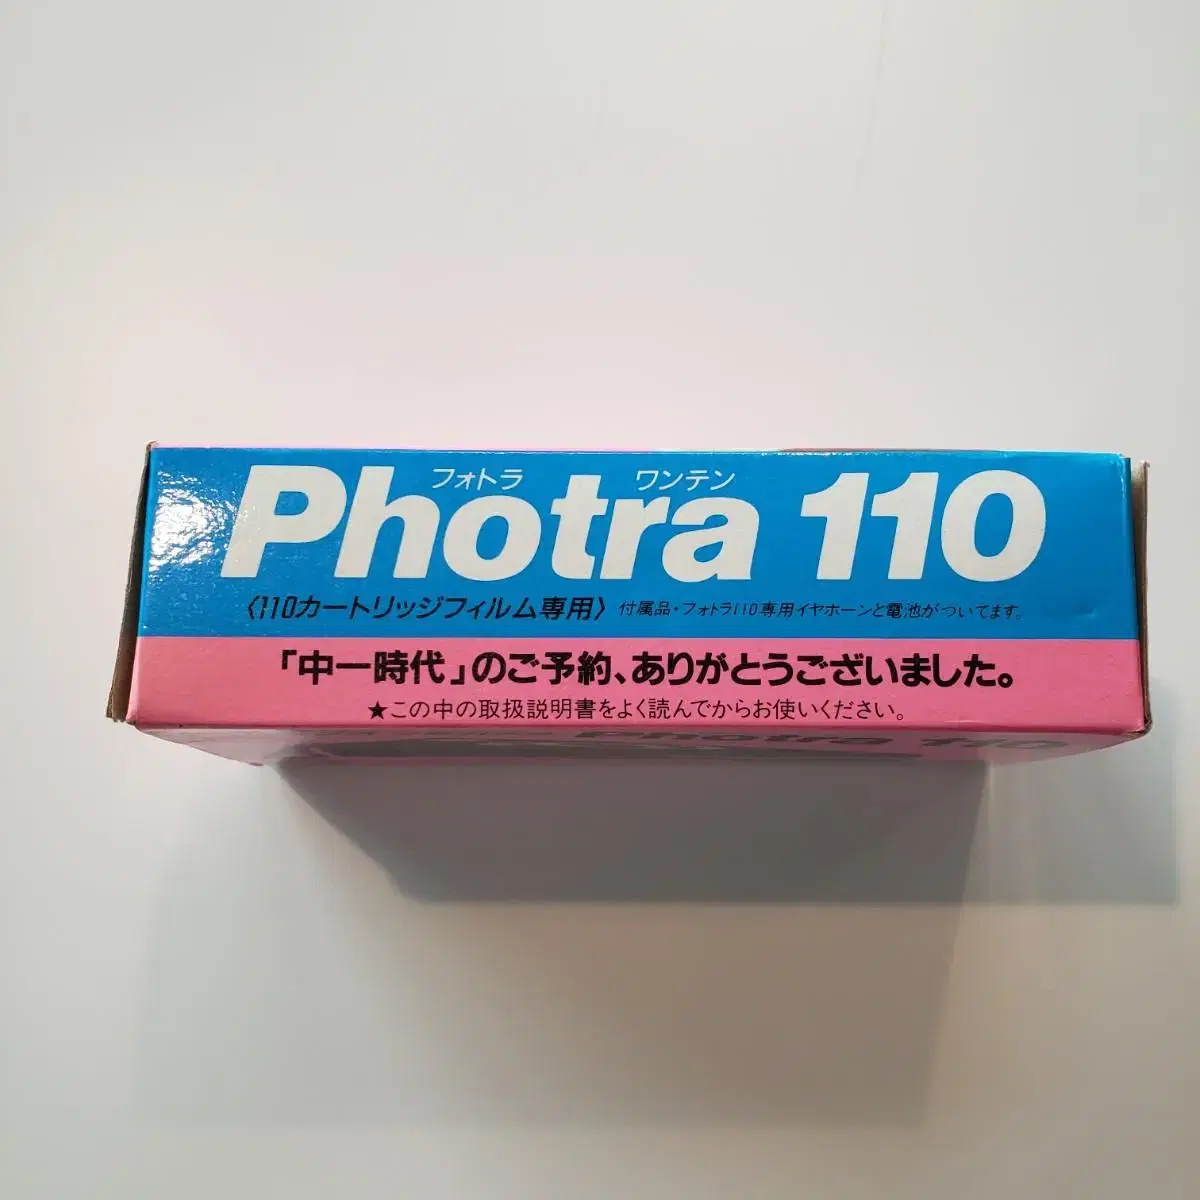 フォトラ ワンテン
Photra 110
〈110カートリッジフィルム専用〉 付属品・フォトラ110専用イヤホーンと電池がついてます。
「中一時代」のご予約、ありがとうございました。
★この中の取扱説明書をよく読んでからお使いください。
Photra 110